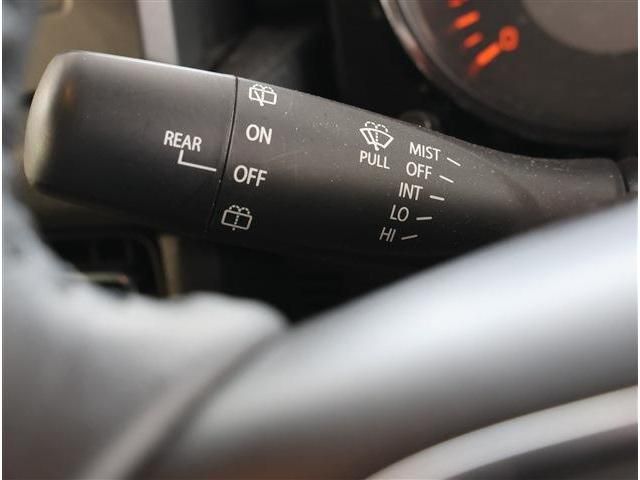 REAR
ON
OFF
PULL
MIST
OFF
INT
LO
HI